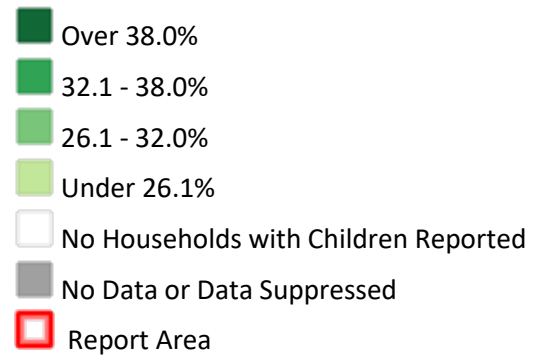 Over 38.0%
32.1 - 38.0%
26.1 - 32.0%
Under 26.1%
No Households with Children Reported
No Data or Data Suppressed
Report Area